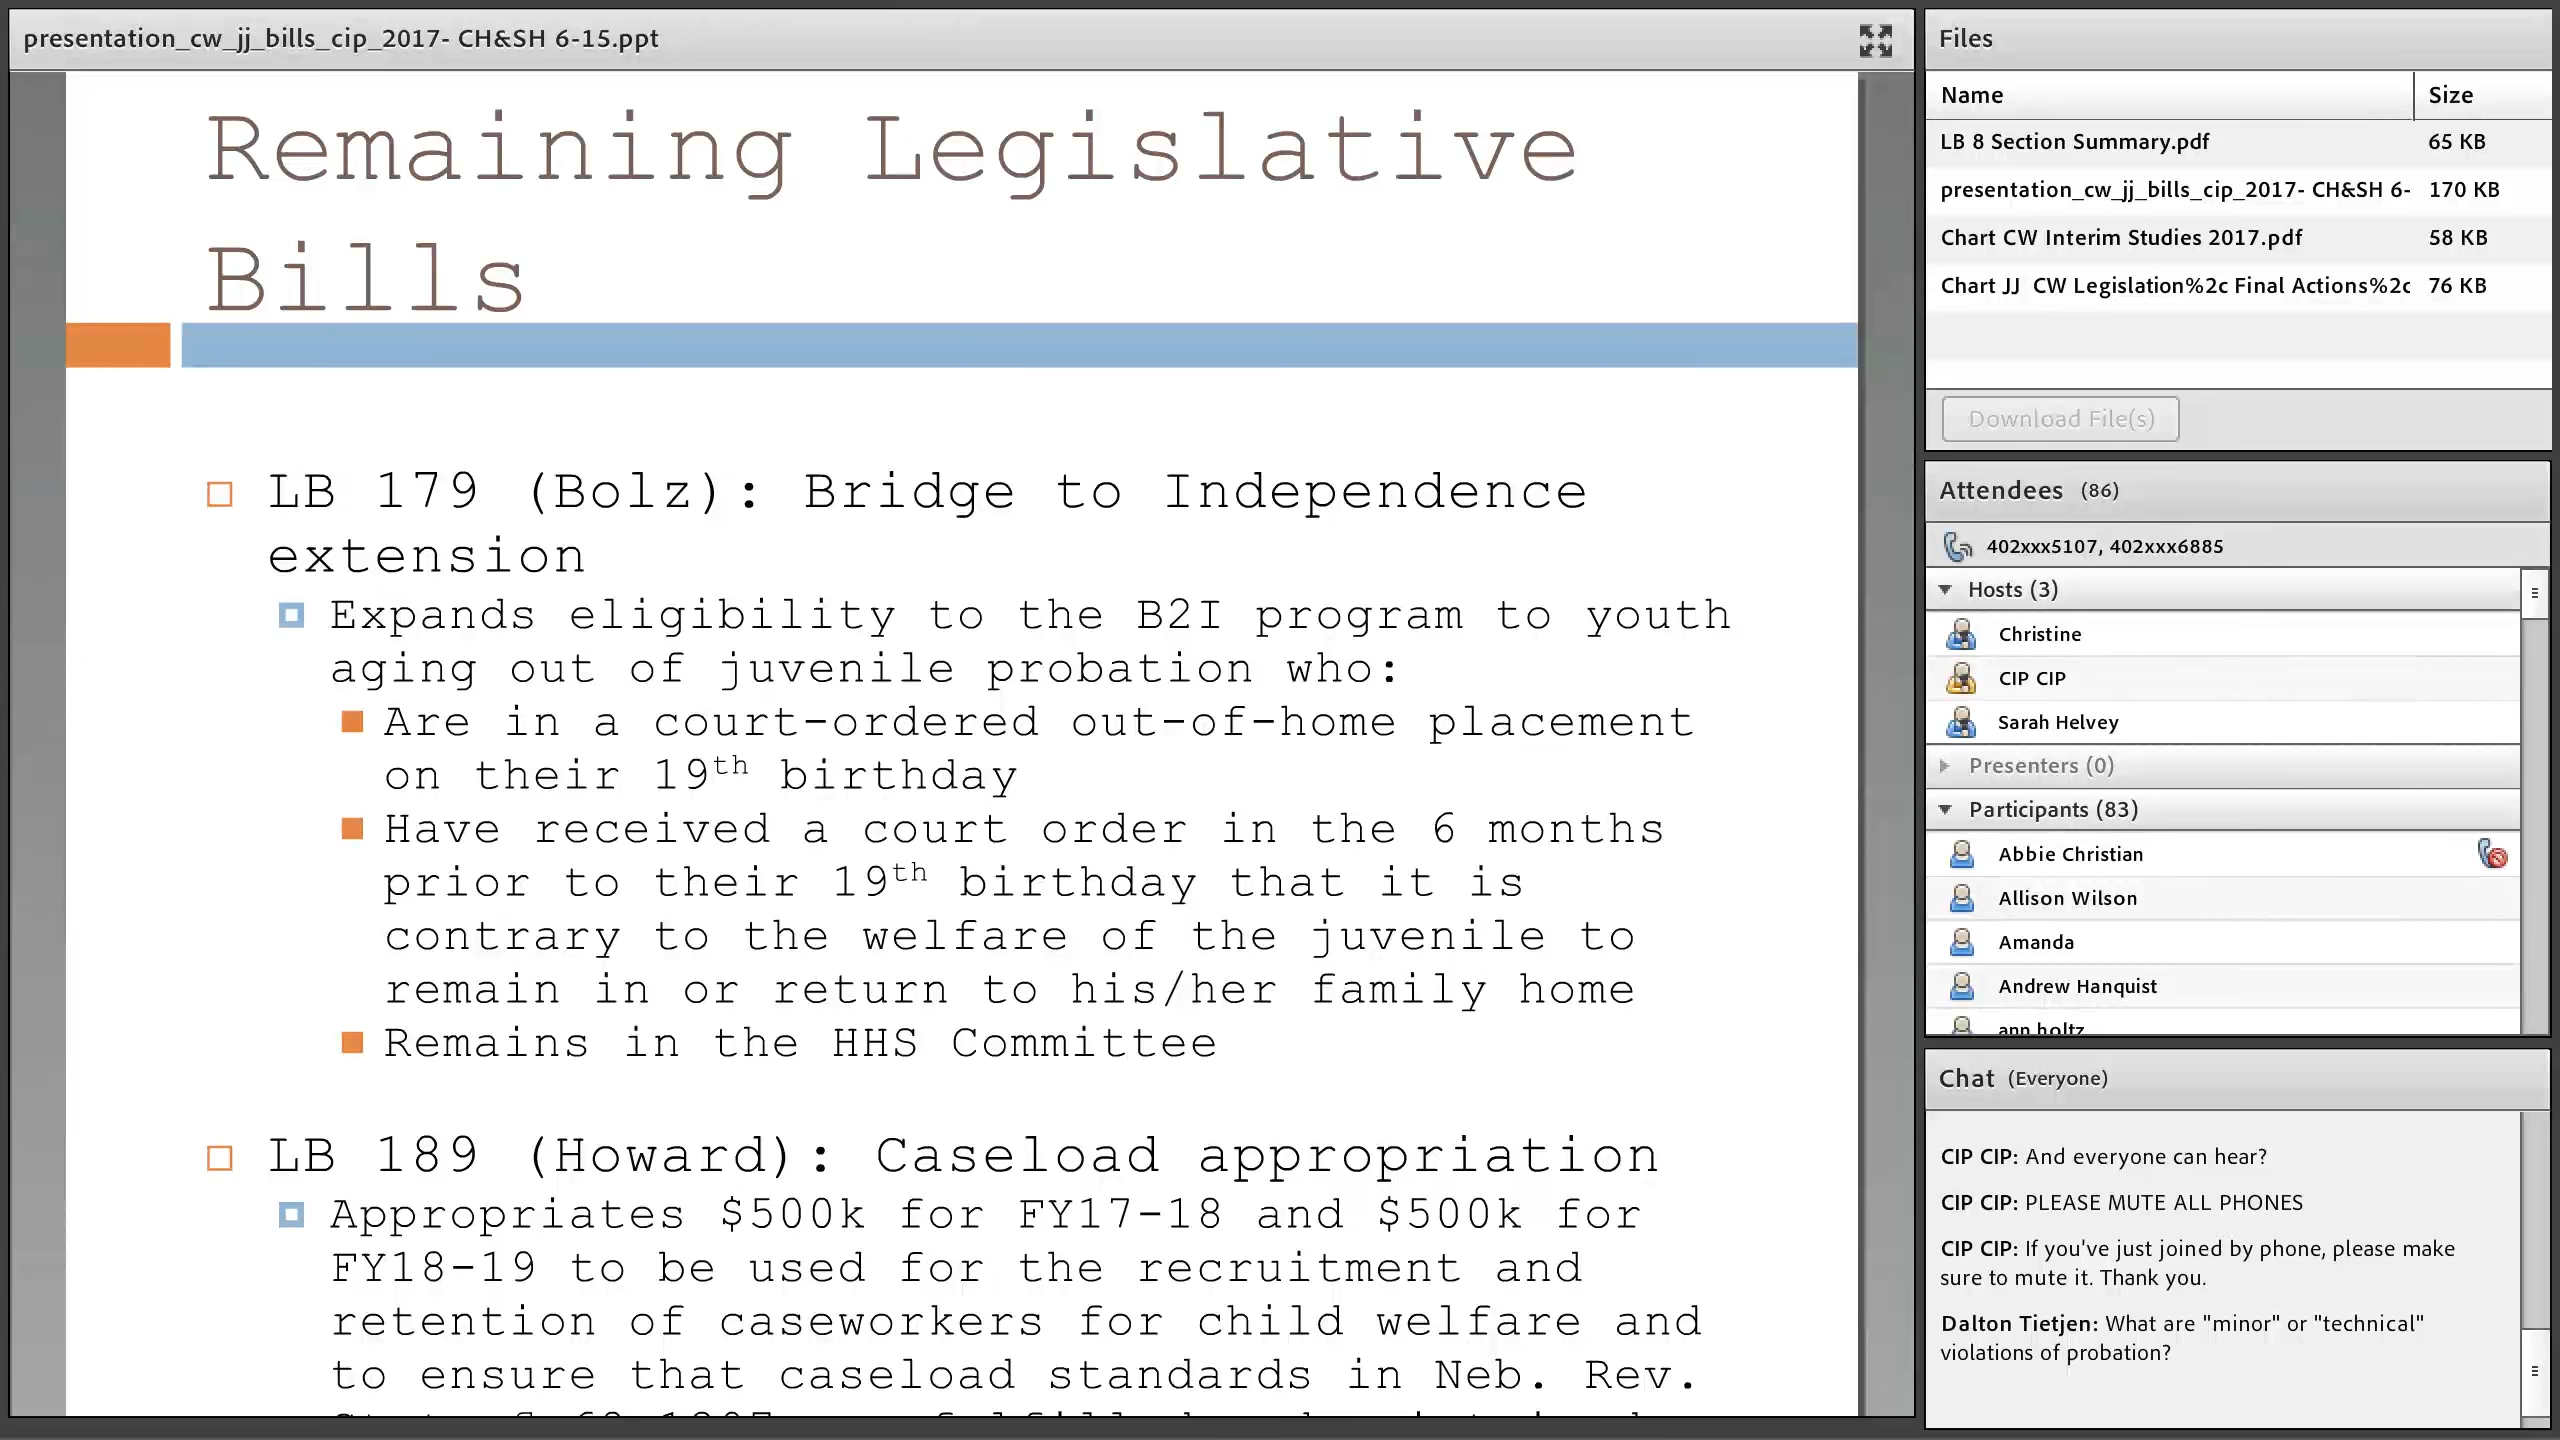 presentation_cw_jj_bills_cip_2017- CH&SH 6-15.ppt
Remaining Legislative
Bills
LB 179 (Bolz): Bridge to Independence
extension
Expands eligibility to the B2I program to youth
aging out of juvenile probation who:
Are in a court-ordered out-of-home placement
on their 19th birthday
Have received a court order in the 6 months
prior to their 19th birthday that it is
contrary to the welfare of the juvenile to
remain in or return to his/her family home
Remains in the HHS Committee
LB 189 (Howard): Caseload appropriation
Appropriates $500k for FY17-18 and $500k for
FY18-19 to be used for the recruitment and
retention of caseworkers for child welfare and
to ensure that caseload standards in Neb. Rev.
Files
Name Size
LB 8 Section Summary.pdf 65 KB
presentation_cw_jj_bills_cip_2017- CH&SH 6- 170 KB
Chart CW Interim Studies 2017.pdf 58 KB
Chart JJ CW Legislation%2c Final Actions%2c 76 KB
Download File(s)
Attendees (86)
402xxx5107, 402xxx6885
Hosts (3)
Christine
CIP CIP
Sarah Helvey
Presenters (0)
Participants (83)
Abbie Christian
Allison Wilson
Amanda
Andrew Hanquist
ann holtz
Chat (Everyone)
CIP CIP: And everyone can hear?
CIP CIP: PLEASE MUTE ALL PHONES
CIP CIP: If you've just joined by phone, please make
sure to mute it. Thank you.
Dalton Tietjen: What are "minor" or "technical"
violations of probation?